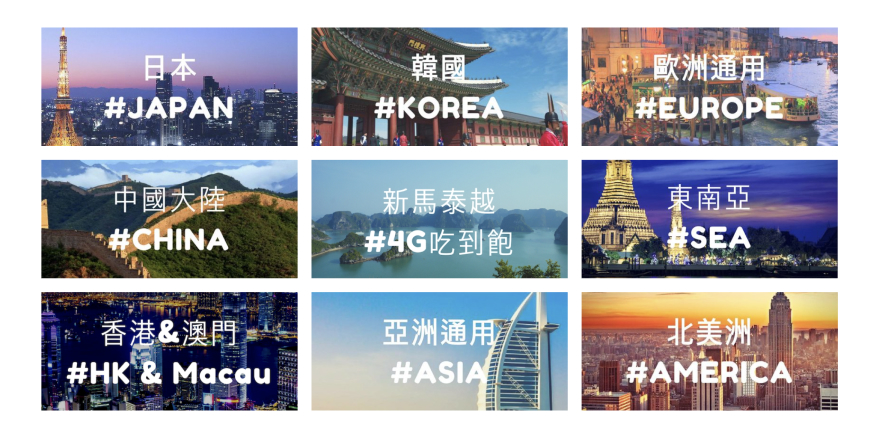 日本
#JAPAN
韓國
#KOREA
歐洲通用
#EUROPE
中國大陸
#CHINA
新馬泰越
#4G吃到飽
東南亞
#SEA
香港&澳門
#HK & Macau
亞洲通用
#ASIA
北美洲
#AMERICA